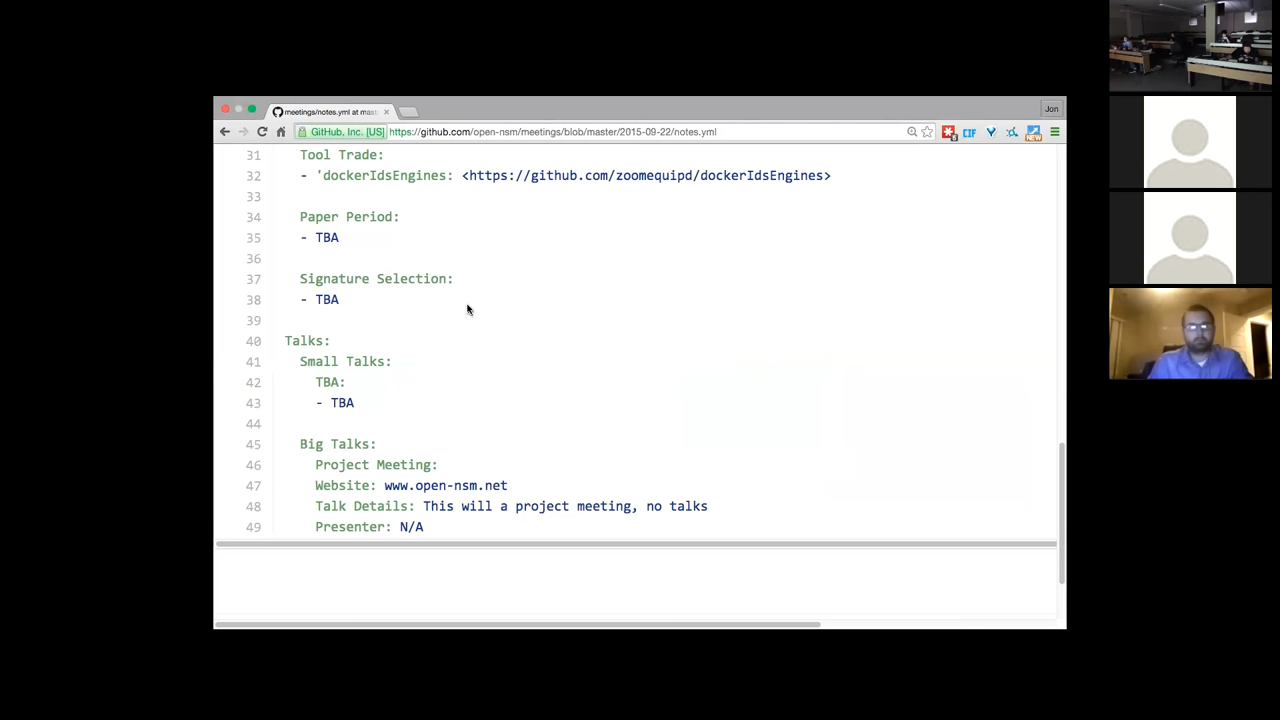 meetings/notes.yml at mast
Jon
GitHub, Inc. [US] https://github.com/open-nsm/meetings/blob/master/2015-09-22/notes.yml
CIF
NEW
31 Tool Trade:
32 - 'dockerIdsEngines: <https://github.com/zoomequipd/dockerIdsEngines>
33
34 Paper Period:
35 - TBA
36
37 Signature Selection:
38 - TBA
39
40 Talks:
41 Small Talks:
42 TBA:
43 - TBA
44
45 Big Talks:
46 Project Meeting:
47 Website: www.open-nsm.net
48 Talk Details: This will a project meeting, no talks
49 Presenter: N/A